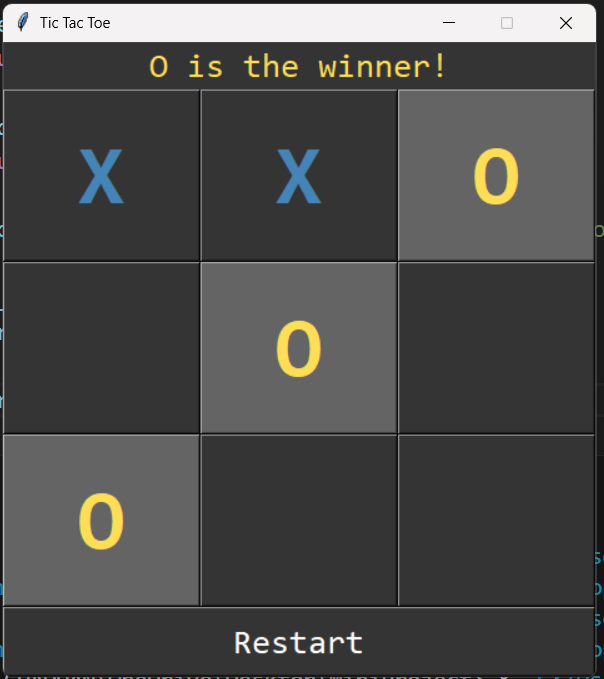 Tic Tac Toe
O is the winner!
X X O
O
O
Restart